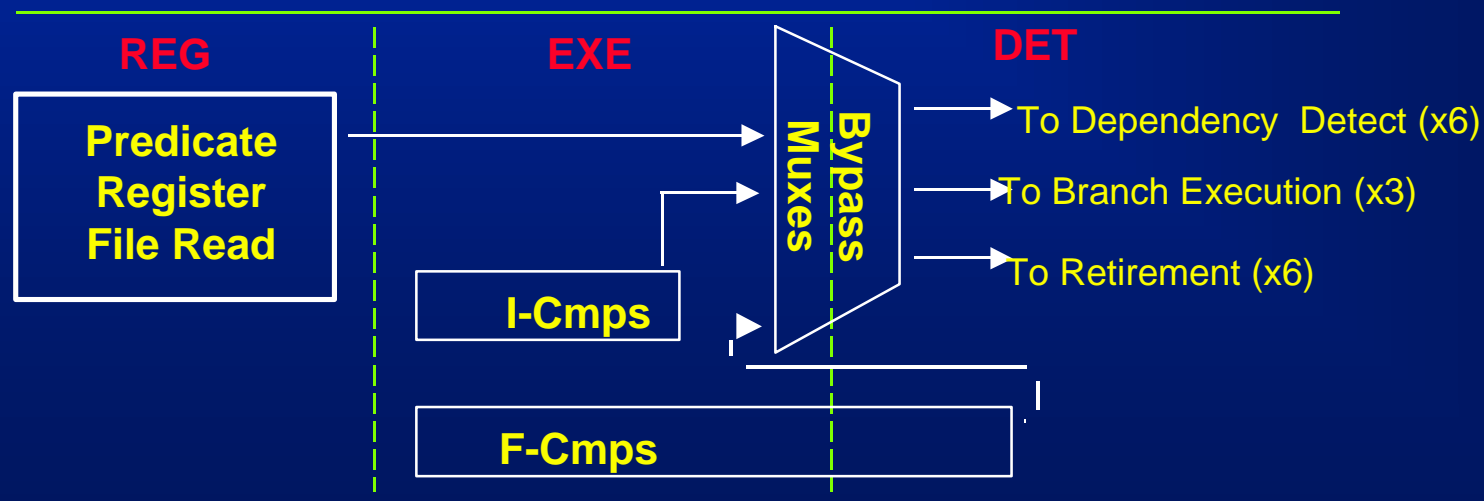 REG
EXE
DET
Predicate
Register
File Read
Bypass
Muxes
To Dependency Detect (x6)
To Branch Execution (x3)
To Retirement (x6)
I-Cmps
F-Cmps